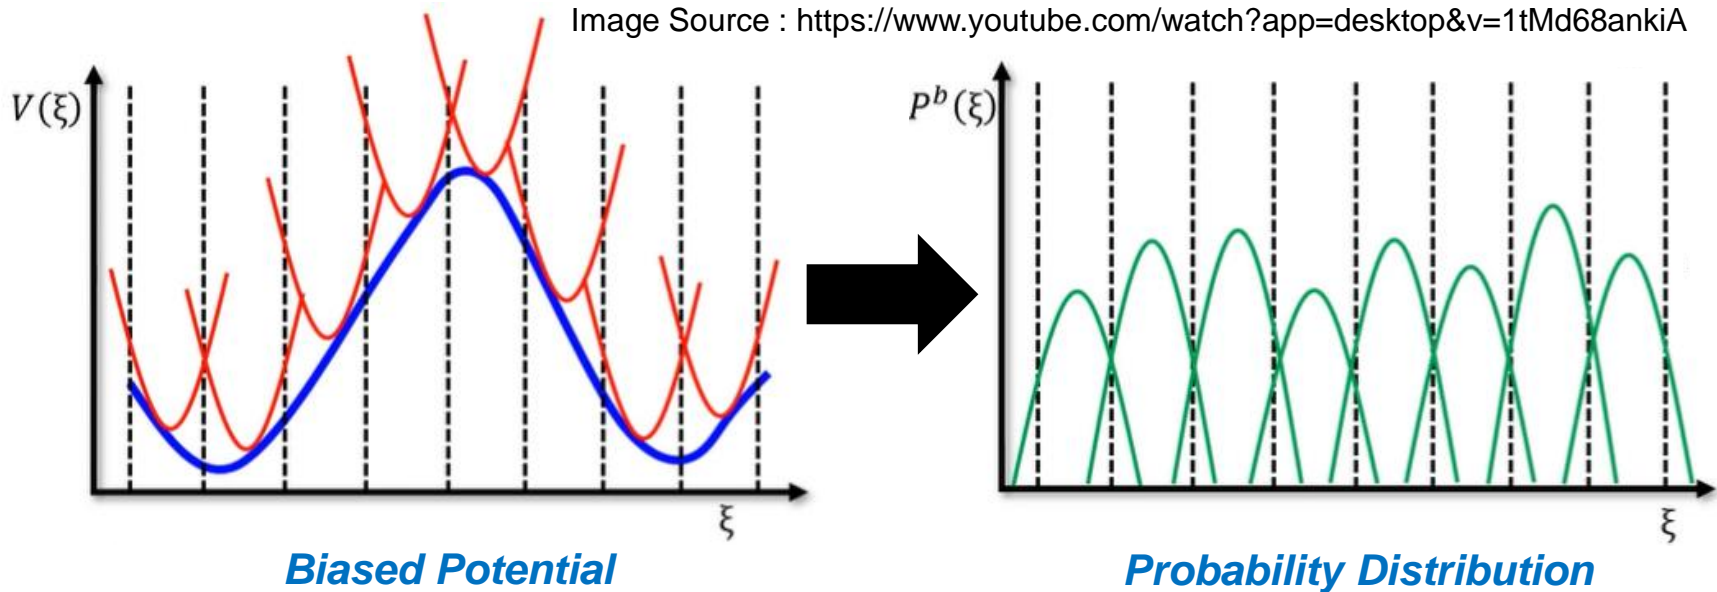 Image Source : https://www.youtube.com/watch?app=desktop&v=1tMd68ankiA
V(ξ)
ξ
Biased Potential
P^b(ξ)
ξ
Probability Distribution